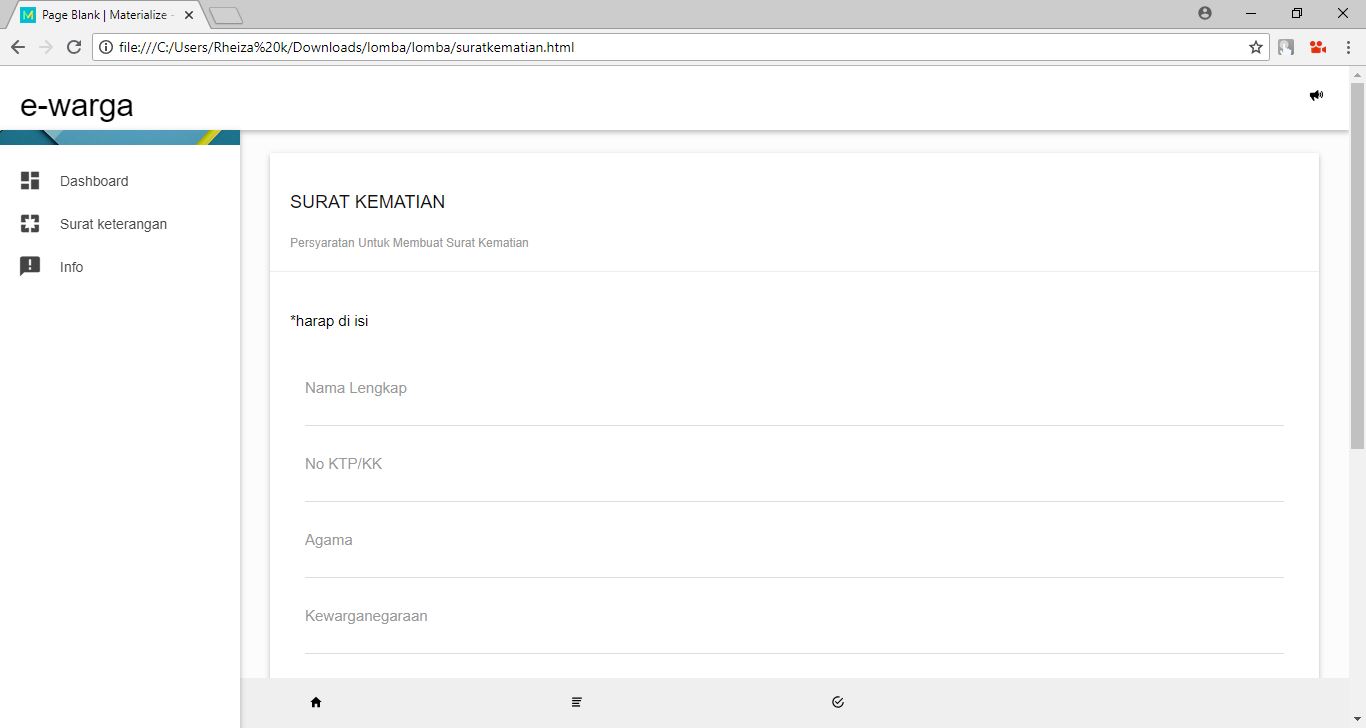 Page Blank | Materialize -
file:///C:/Users/Rheiza%20k/Downloads/lomba/lomba/suratkematian.html
e-warga
Dashboard
Surat keterangan
Info
SURAT KEMATIAN
Persyaratan Untuk Membuat Surat Kematian
*harap di isi
Nama Lengkap
No KTP/KK
Agama
Kewarganegaraan